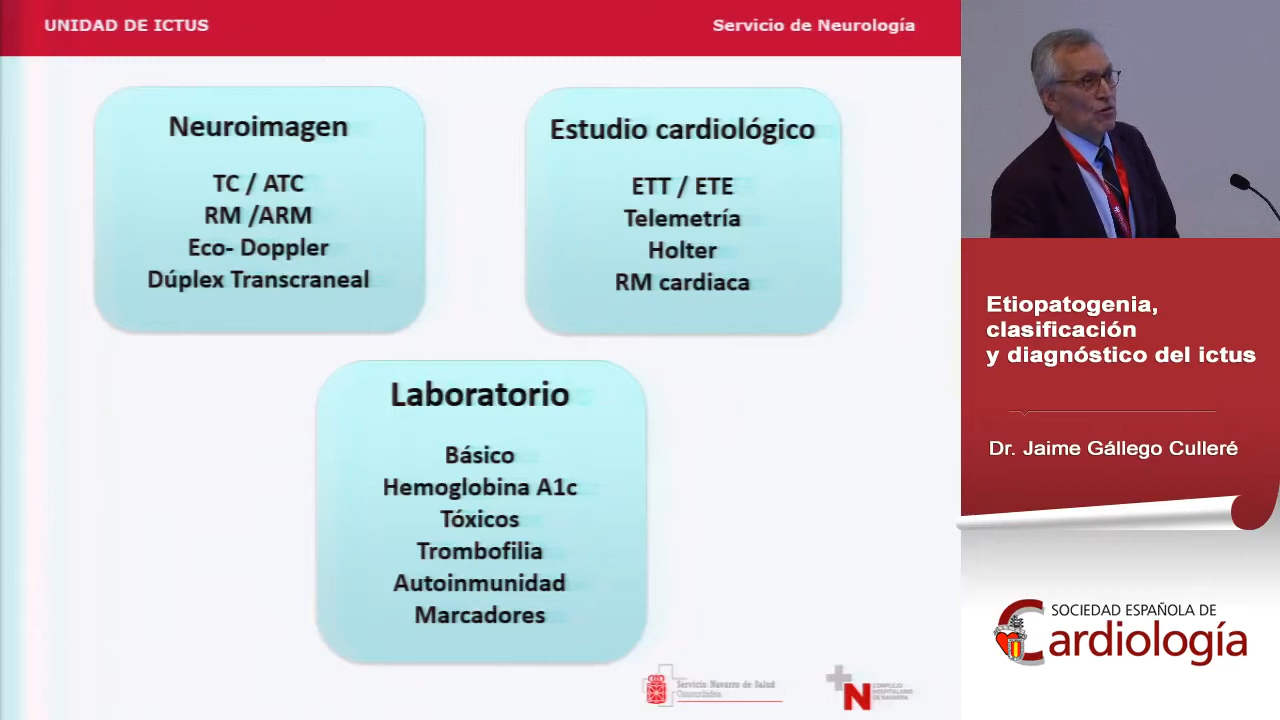 UNIDAD DE ICTUS
Servicio de Neurología
Neuroimagen
TC / ATC
RM /ARM
Eco- Doppler
Dúplex Transcraneal
Estudio cardiológico
ETT / ETE
Telemetría
Holter
RM cardiaca
Laboratorio
Básico
Hemoglobina A1c
Tóxicos
Trombofilia
Autoinmunidad
Marcadores
Servicio Navarro de Salud
Osasunbidea
N
COMPLEJO
HOSPITALARIO
DE NAVARRA
Etiopatogenia,
clasificación
y diagnóstico del ictus
Dr. Jaime Gállego Culleré
SOCIEDAD ESPAÑOLA DE
Cardiología